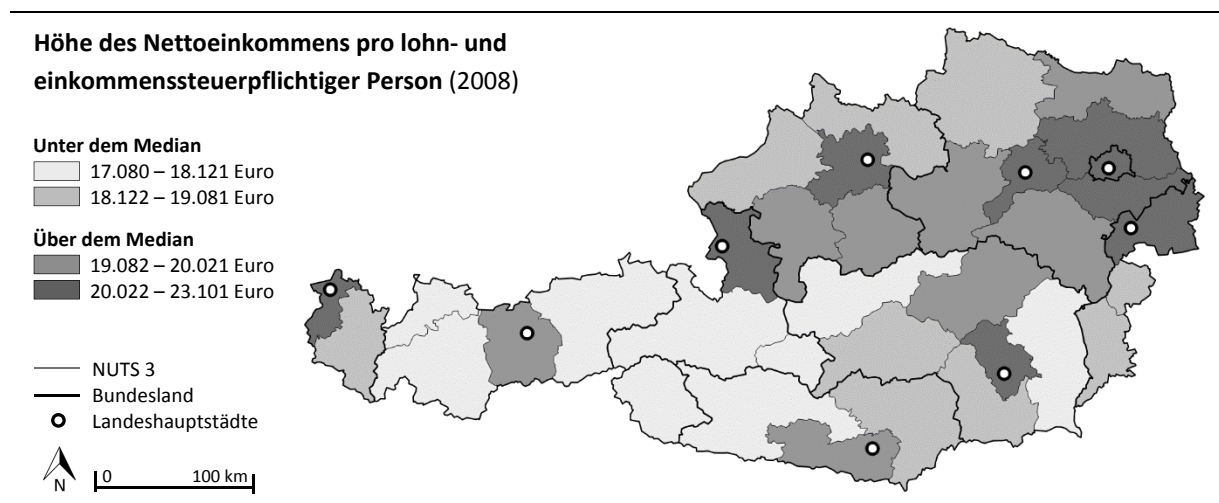 Höhe des Nettoeinkommens pro lohn- und
einkommenssteuerpflichtiger Person (2008)
Unter dem Median
17.080 – 18.121 Euro
18.122 – 19.081 Euro
Über dem Median
19.082 – 20.021 Euro
20.022 – 23.101 Euro
NUTS 3
Bundesland
Landeshauptstädte
N
0 100 km